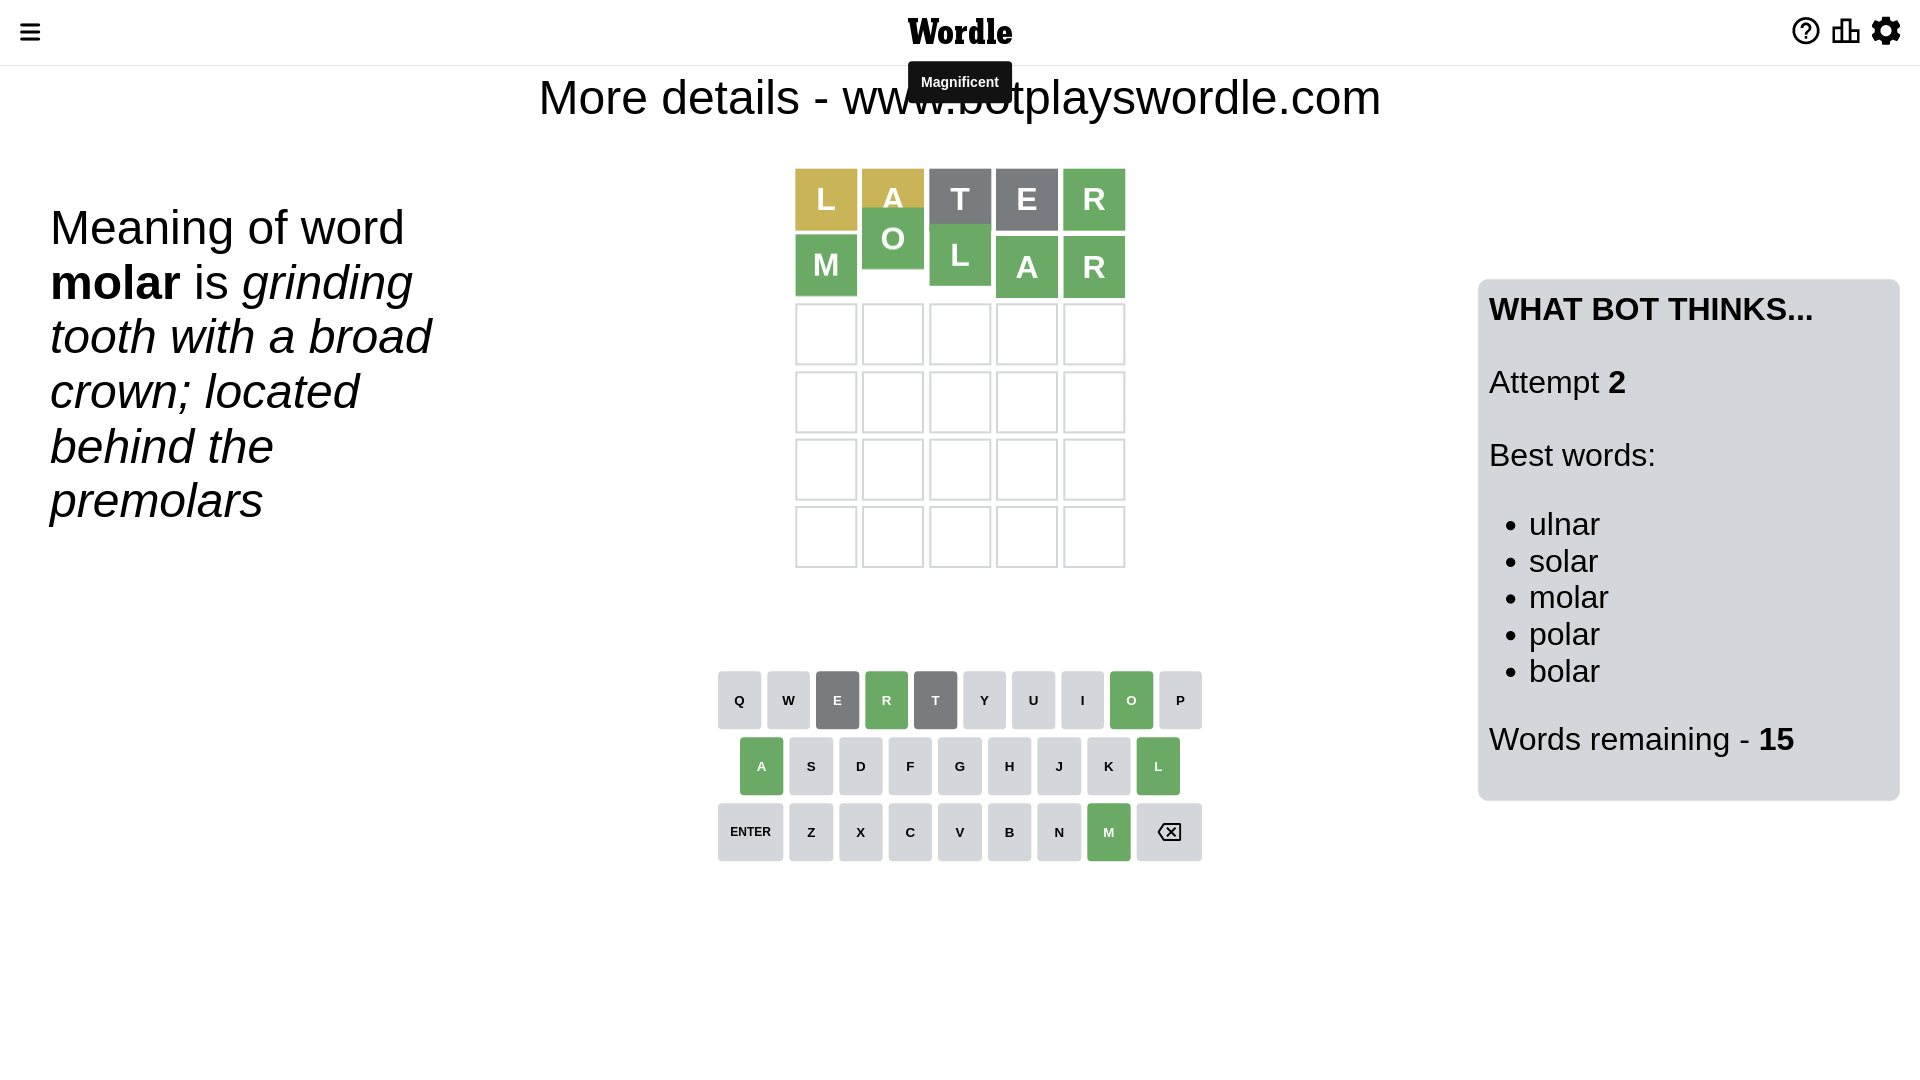 Wordle
Magnificent
More details - www.botplayswordle.com
Meaning of word
molar is grinding
tooth with a broad
crown; located
behind the
premolars
L A T E R
M O L A R
WHAT BOT THINKS...
Attempt 2
Best words:
• ulnar
• solar
• molar
• polar
• bolar
Words remaining - 15
Q W E R T Y U I O P
A S D F G H J K L
ENTER Z X C V B N M